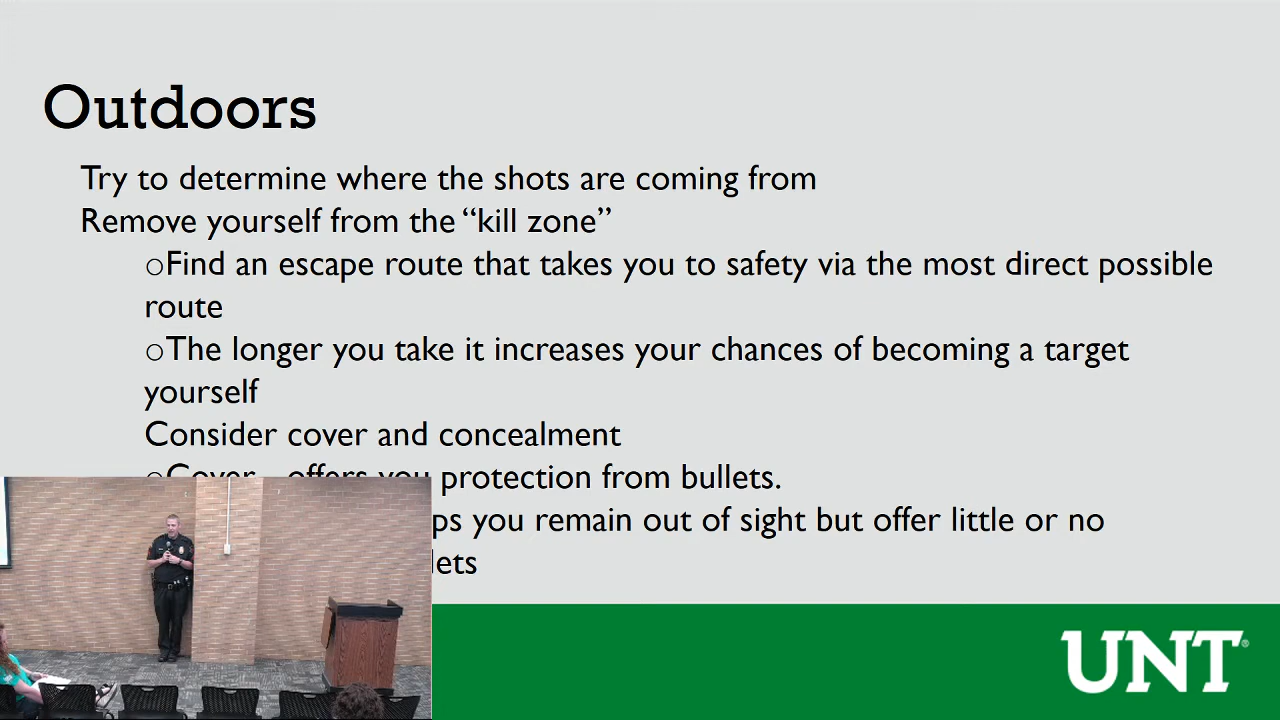 Outdoors
Try to determine where the shots are coming from
Remove yourself from the “kill zone”
○Find an escape route that takes you to safety via the most direct possible
route
○The longer you take it increases your chances of becoming a target
yourself
Consider cover and concealment
○Cover – offers you protection from bullets.
ps you remain out of sight but offer little or no
lets
UNT®